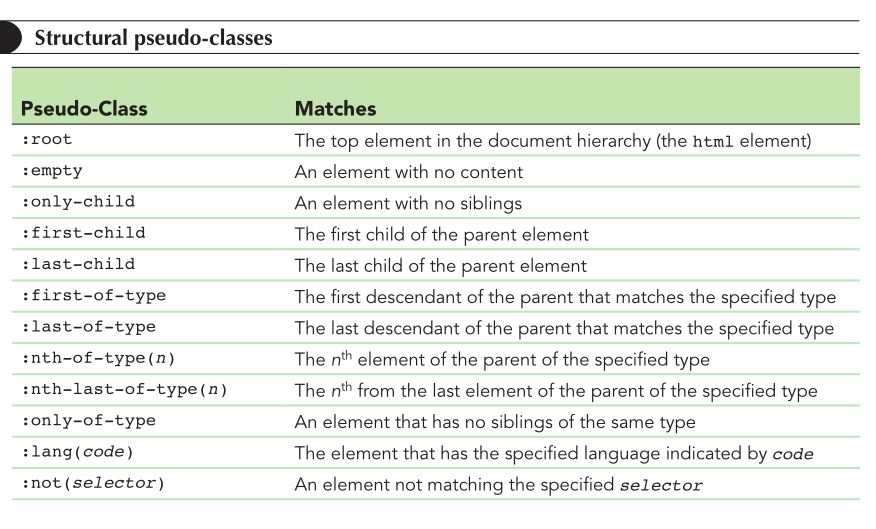 Structural pseudo-classes
Pseudo-Class Matches
:root The top element in the document hierarchy (the html element)
:empty An element with no content
:only-child An element with no siblings
:first-child The first child of the parent element
:last-child The last child of the parent element
:first-of-type The first descendant of the parent that matches the specified type
:last-of-type The last descendant of the parent that matches the specified type
:nth-of-type(n) The nth element of the parent of the specified type
:nth-last-of-type(n) The nth from the last element of the parent of the specified type
:only-of-type An element that has no siblings of the same type
:lang(code) The element that has the specified language indicated by code
:not(selector) An element not matching the specified selector